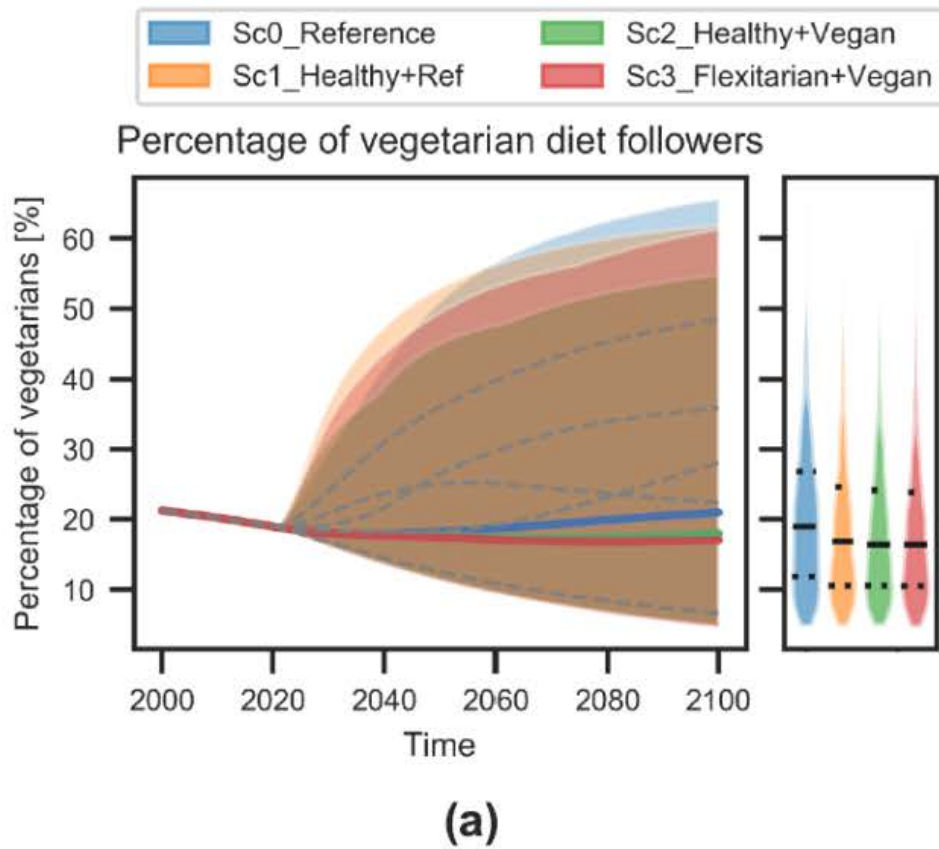 Sc0_Reference Sc2_Healthy+Vegan
Sc1_Healthy+Ref Sc3_Flexitarian+Vegan
Percentage of vegetarian diet followers
Percentage of vegetarians [%]
60
50
40
30
20
10
2000 2020 2040 2060 2080 2100
Time
(a)